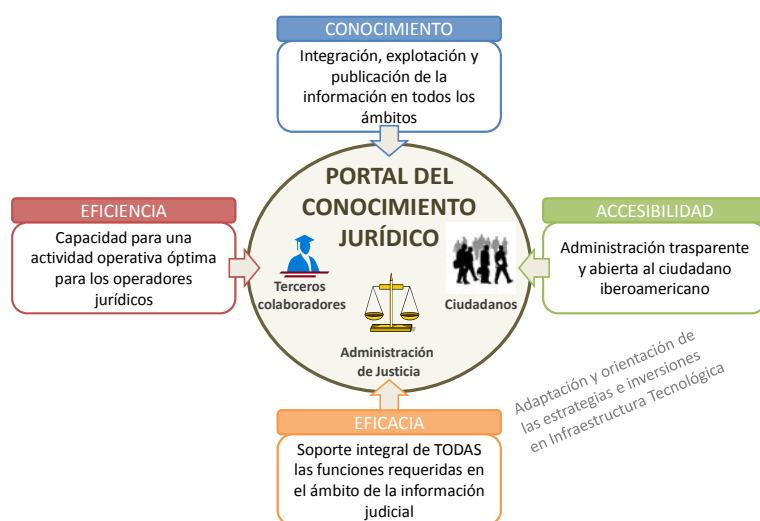 CONOCIMIENTO
Integración, explotación y
publicación de la
información en todos los
ámbitos
PORTAL DEL
CONOCIMIENTO
JURÍDICO
EFICIENCIA
Capacidad para una
actividad operativa óptima
para los operadores
jurídicos
Terceros
colaboradores
Ciudadanos
Administración
de Justicia
ACCESIBILIDAD
Administración trasparente
y abierta al ciudadano
iberoamericano
Adaptación y orientación de
las estrategias e inversiones
en Infraestructura Tecnológica
EFICACIA
Soporte integral de TODAS
las funciones requeridas en
el ámbito de la información
judicial